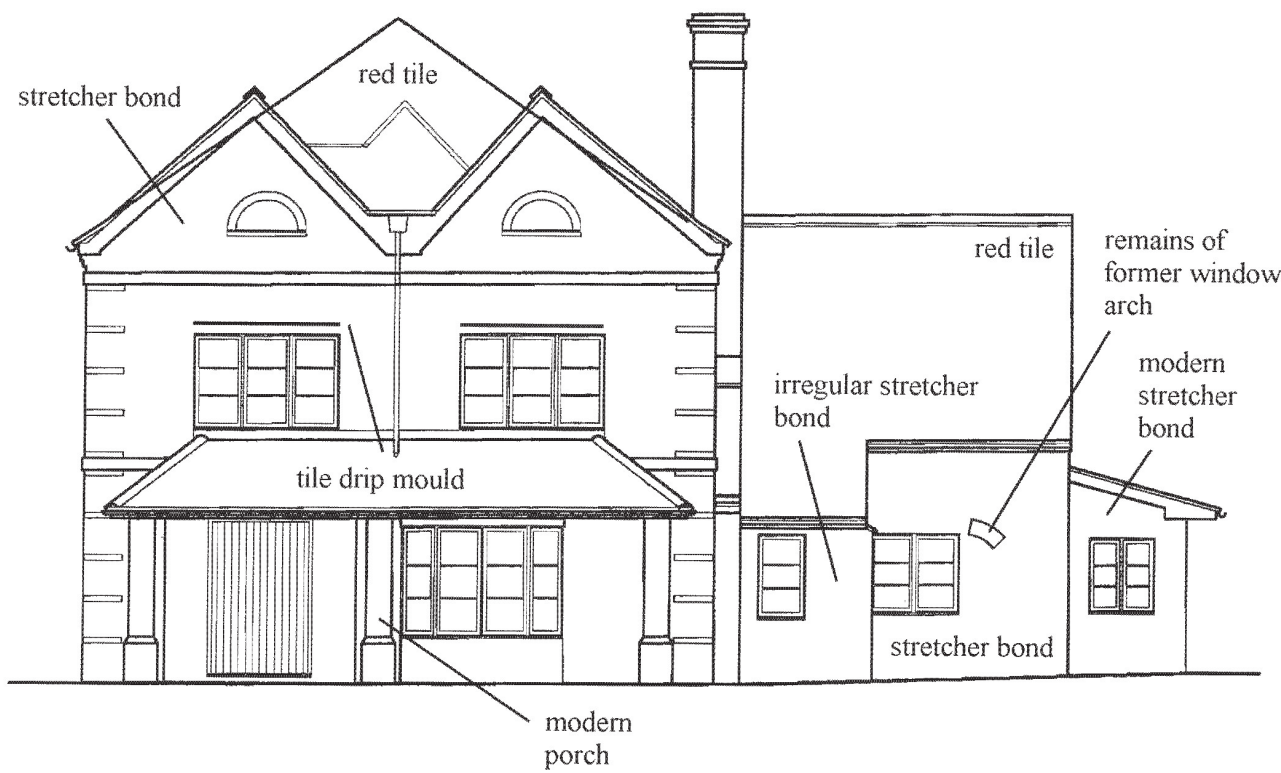 red tile
stretcher bond
red tile
remains of
former window
arch
modern
stretcher
bond
irregular stretcher
bond
tile drip mould
stretcher bond
modern
porch